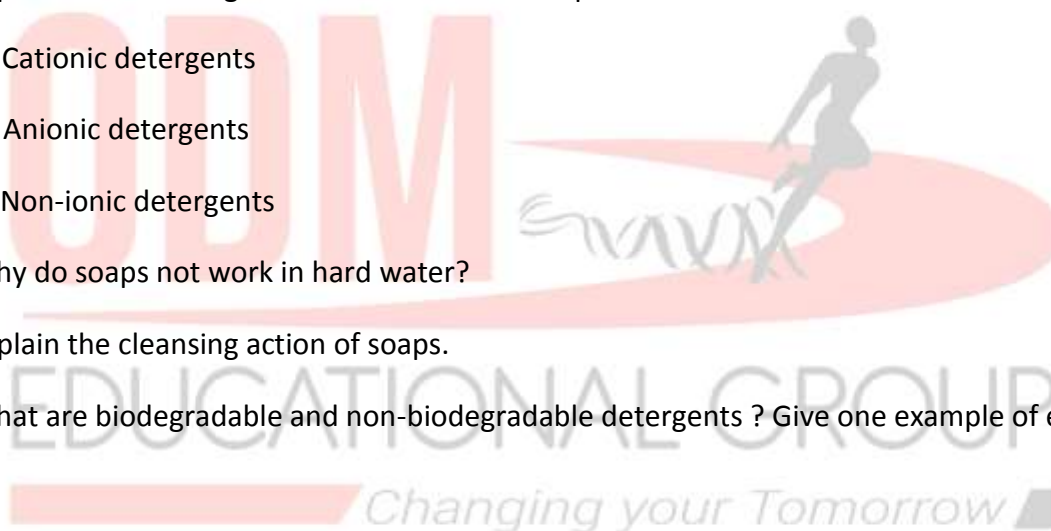 ODM
Cationic detergents
Anionic detergents
Non-ionic detergents
hy do soaps not work in hard water?
plain the cleansing action of soaps.
EDUCATIONAL GROUP
hat are biodegradable and non-biodegradable detergents ? Give one example of e
Changing your Tomorrow